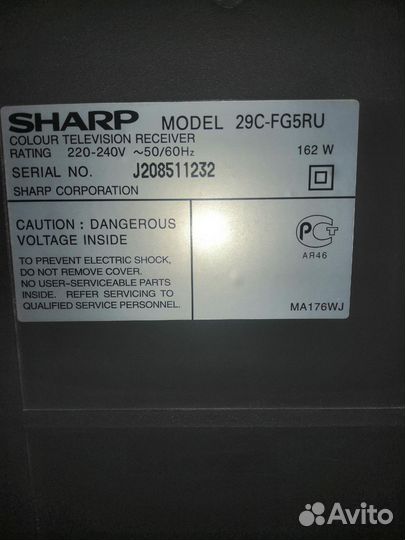 SHARP MODEL 29C-FG5RU
COLOUR TELEVISION RECEIVER
RATING 220-240V ~50/60Hz 162 W
SERIAL NO. J208511232
SHARP CORPORATION
CAUTION : DANGEROUS
VOLTAGE INSIDE
TO PREVENT ELECTRIC SHOCK,
DO NOT REMOVE COVER.
NO USER-SERVICEABLE PARTS
INSIDE. REFER SERVICING TO
QUALIFIED SERVICE PERSONNEL.
РСТ
АЯ46
MA176WJ
Avito